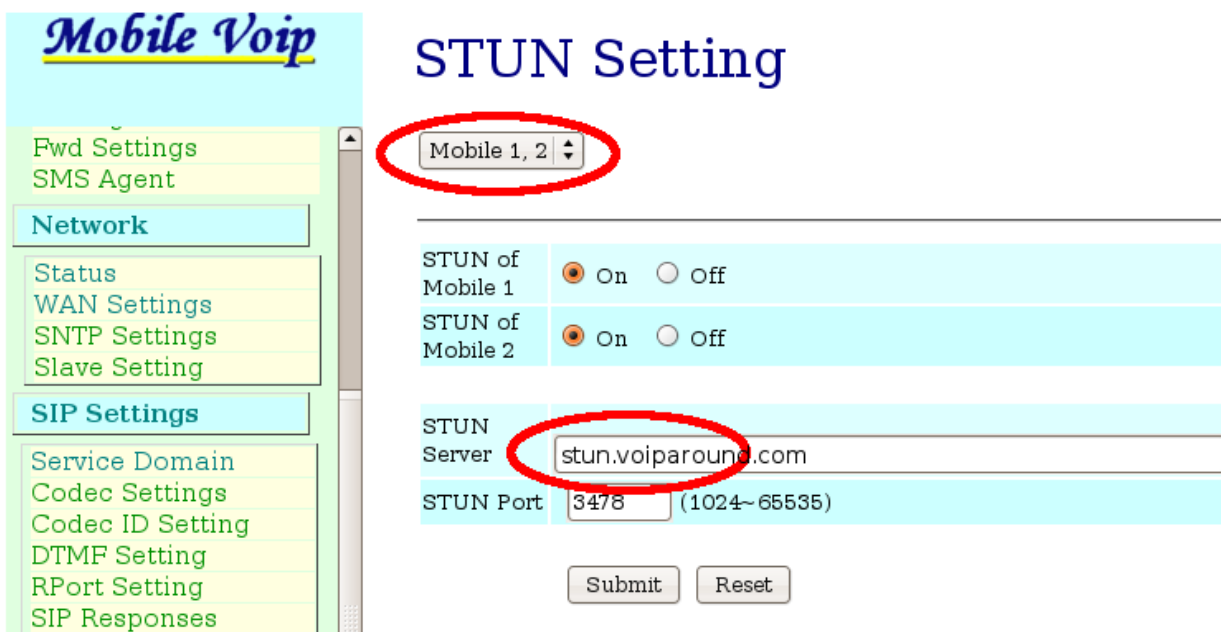 Mobile Voip
Fwd Settings
SMS Agent
Network
Status
WAN Settings
SNTP Settings
Slave Setting
SIP Settings
Service Domain
Codec Settings
Codec ID Setting
DTMF Setting
RPort Setting
SIP Responses
STUN Setting
Mobile 1, 2
STUN of
Mobile 1
On Off
STUN of
Mobile 2
On Off
STUN
Server
stun.voiparound.com
STUN Port 3478 (1024~65535)
Submit Reset